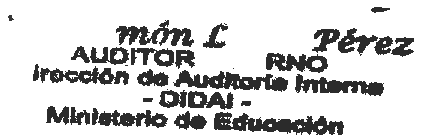 món L Pérez
AUDITOR RNO
irección de Auditoría Interna
- DIDAI -
Ministerio de Educación